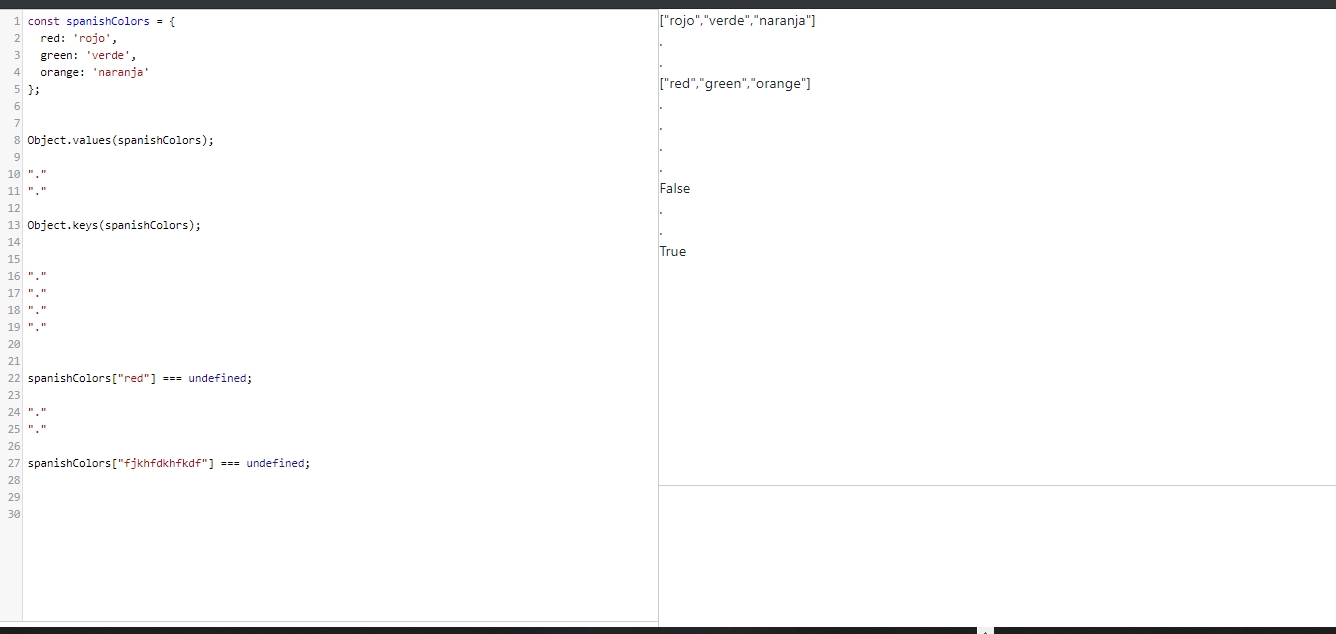 1 const spanishColors = {
2 red: 'rojo',
3 green: 'verde',
4 orange: 'naranja'
5 };
6
7
8 Object.values(spanishColors);
9
10 "."
11 "."
12
13 Object.keys(spanishColors);
14
15
16 "."
17 "."
18 "."
19 "."
20
21
22 spanishColors["red"] === undefined;
23
24 "."
25 "."
26
27 spanishColors["fjkhfdkhfkdf"] === undefined;
28
29
30
["rojo","verde","naranja"]
.
.
["red","green","orange"]
.
.
.
.
False
.
.
True